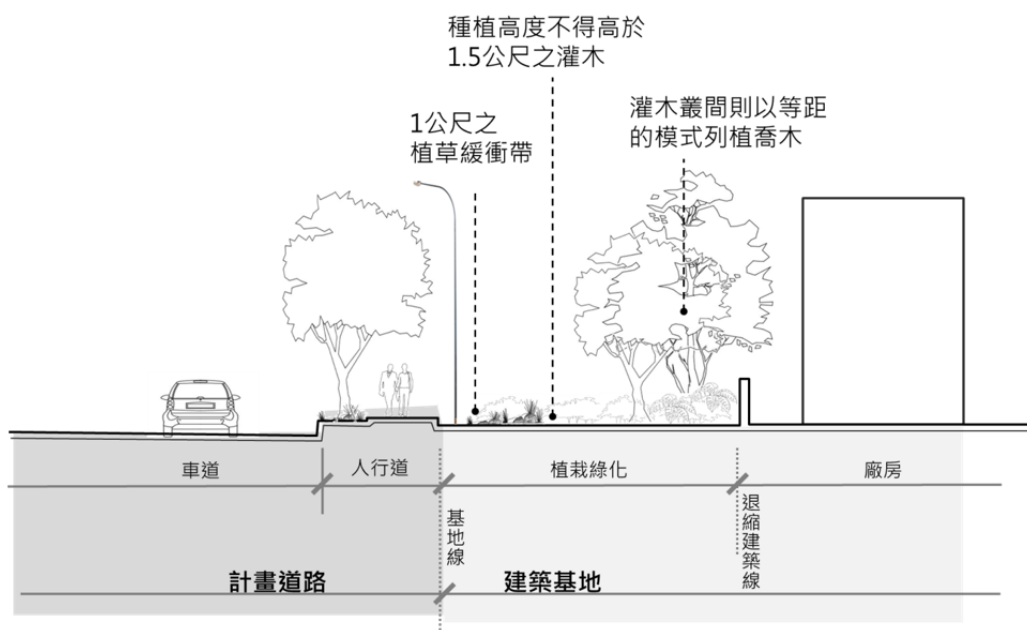 種植高度不得高於
1.5公尺之灌木
1公尺之
植草緩衝帶
灌木叢間則以等距
的模式列植喬木
車道
人行道
植栽綠化
廠房
基地線
退縮建築線
計畫道路
建築基地